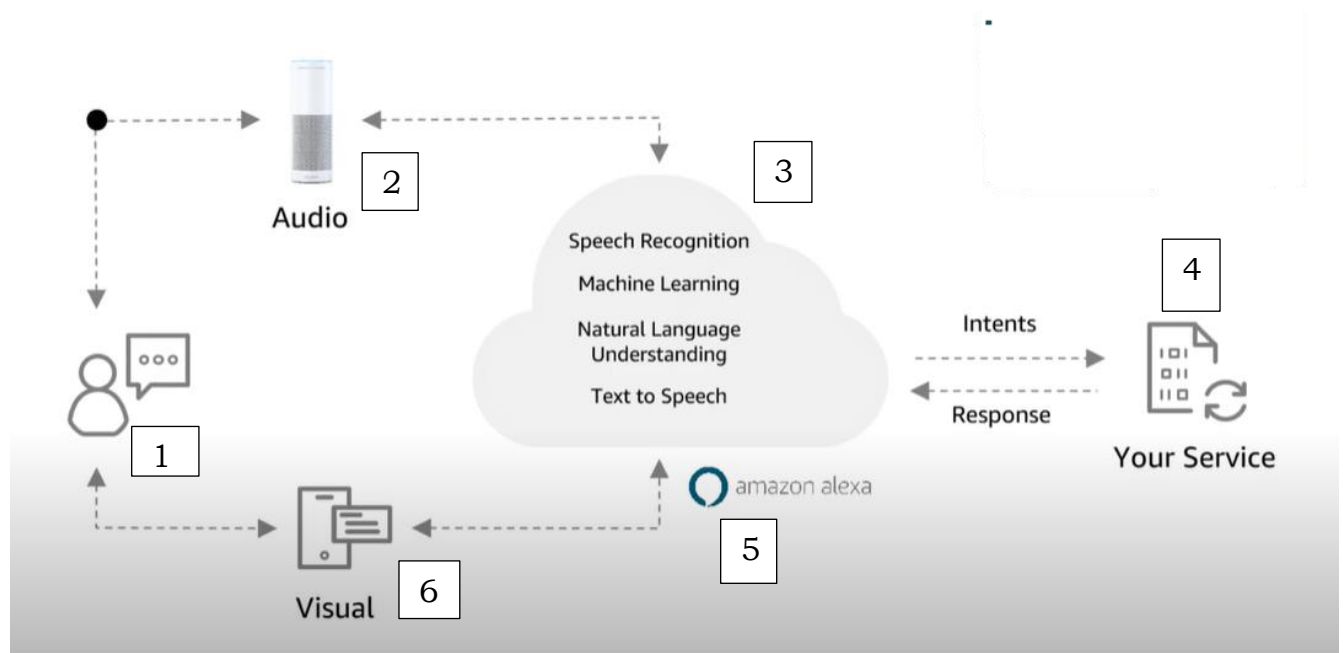 2
3
Audio
Speech Recognition
Machine Learning
Natural Language
Understanding
Text to Speech
4
Intents
Response
Your Service
1
amazon alexa
5
6
Visual